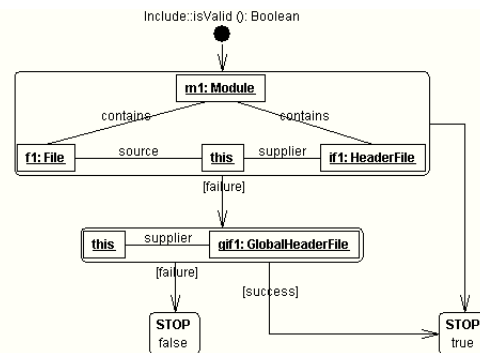 Include::isValid (): Boolean
m1: Module
contains contains
f1: File source this supplier if1: HeaderFile
[failure]
this supplier gif1: GlobalHeaderFile
[failure]
[success]
STOP STOP
false true